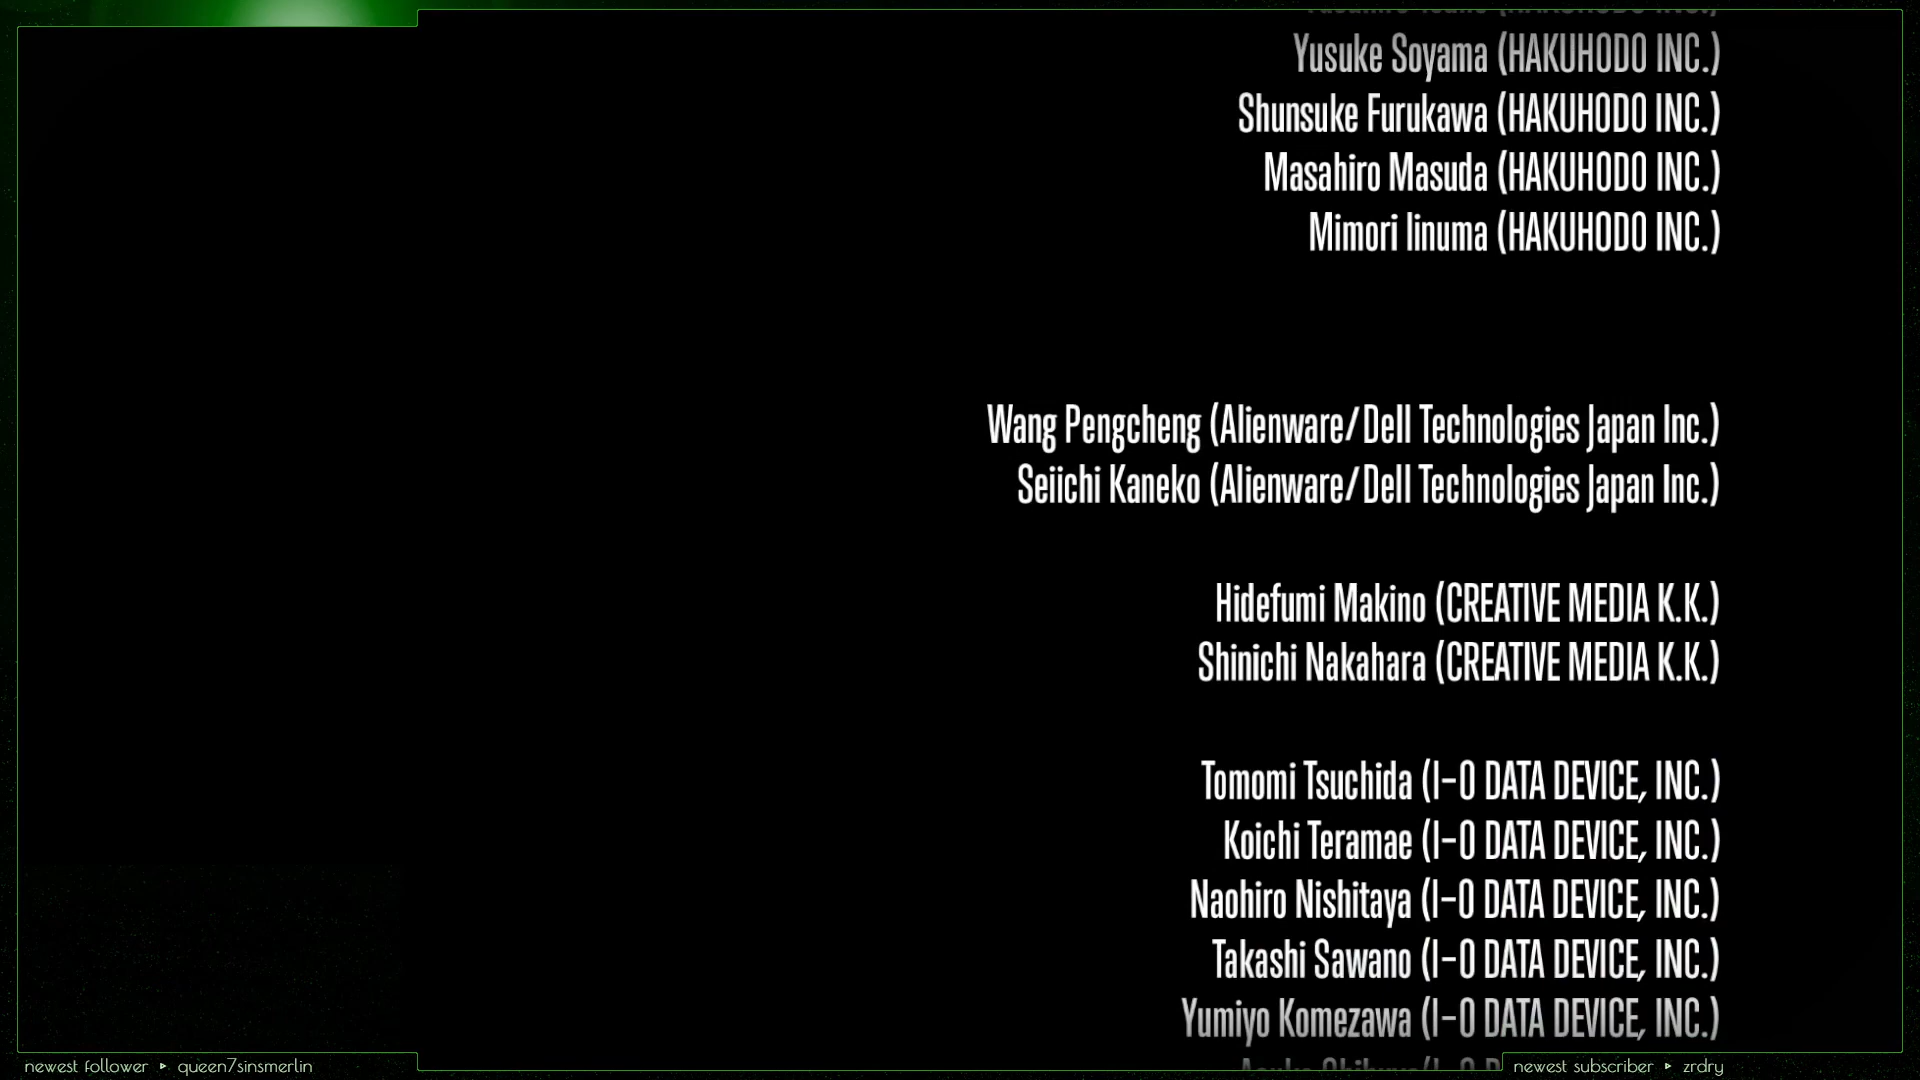 Yusuke Soyama (HAKUHODO INC.)
Shunsuke Furukawa (HAKUHODO INC.)
Masahiro Masuda (HAKUHODO INC.)
Mimori Iinuma (HAKUHODO INC.)
Wang Pengcheng (Alienware/Dell Technologies Japan Inc.)
Seiichi Kaneko (Alienware/Dell Technologies Japan Inc.)
Hidefumi Makino (CREATIVE MEDIA K.K.)
Shinichi Nakahara (CREATIVE MEDIA K.K.)
Tomomi Tsuchida (I-O DATA DEVICE, INC.)
Koichi Teramae (I-O DATA DEVICE, INC.)
Naohiro Nishitaya (I-O DATA DEVICE, INC.)
Takashi Sawano (I-O DATA DEVICE, INC.)
Yumiyo Komezawa (I-O DATA DEVICE, INC.)
newest follower ▸ queen7sinsmerlin
newest subscriber ▸ zrdry